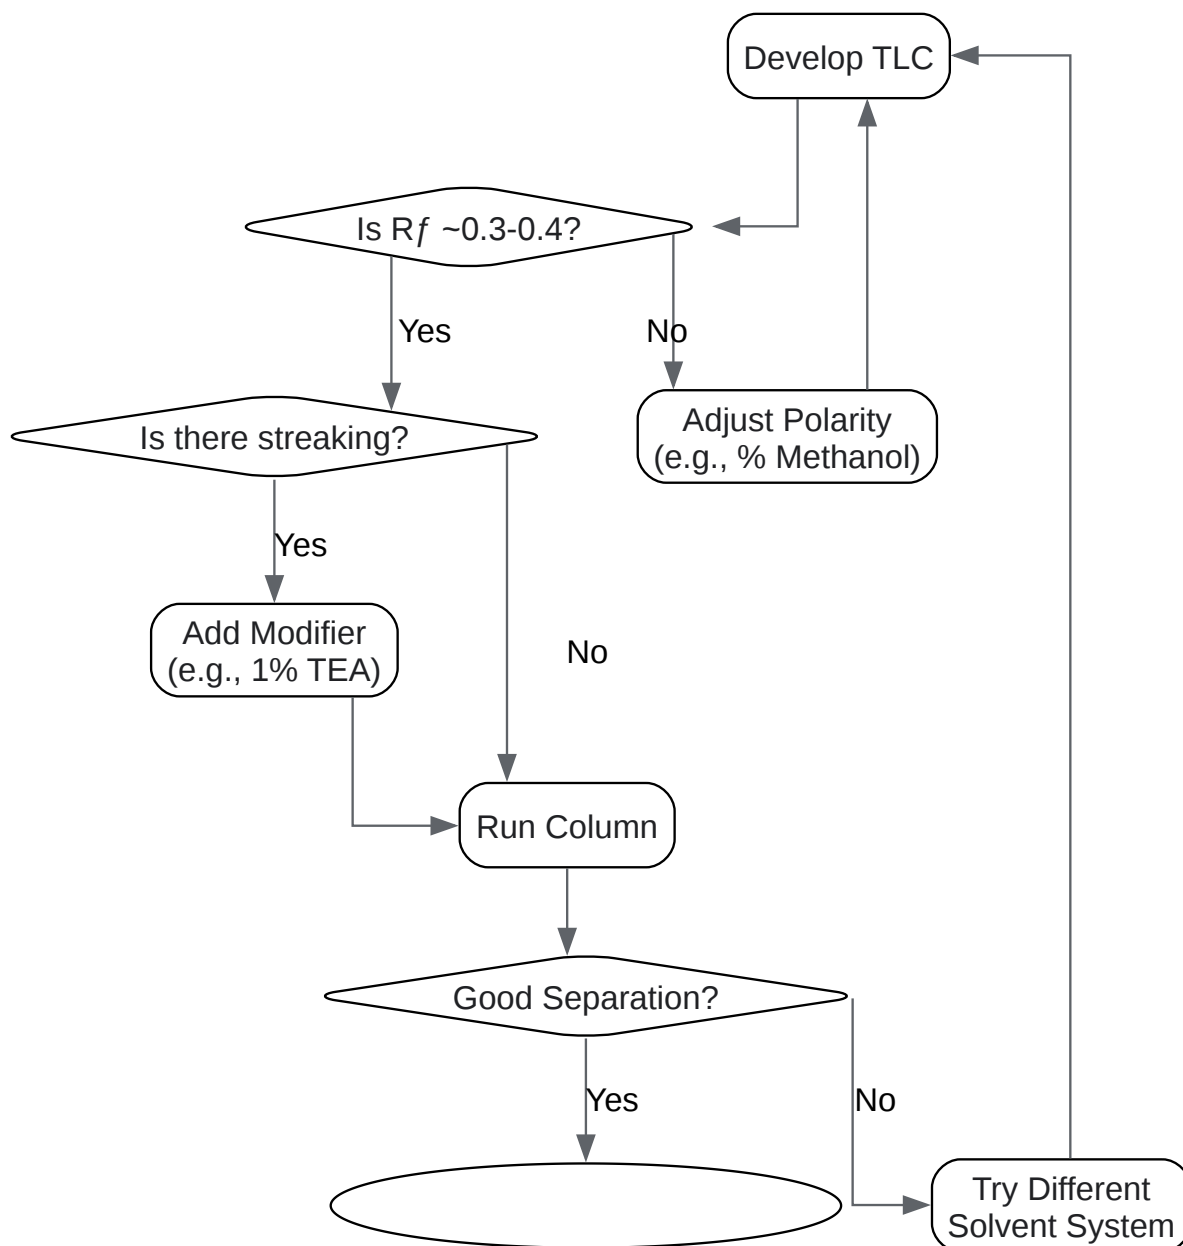 Develop TLC
Is Rƒ ~0.3-0.4?
Yes
No
Adjust Polarity
(e.g., % Methanol)
Is there streaking?
Yes
Add Modifier
(e.g., 1% TEA)
No
Run Column
Good Separation?
Yes
No
Try Different
Solvent System